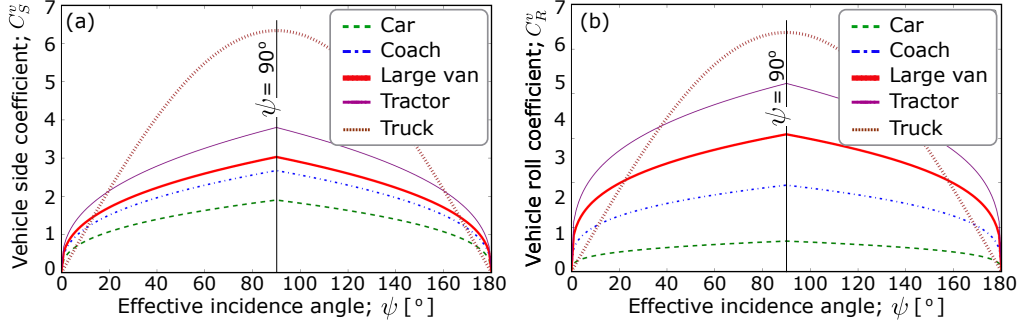 (a)
Vehicle side coefficient; C_S^v
7
6
5
4
3
2
1
0
0 20 40 60 80 100 120 140 160 180
Effective incidence angle; ψ [°]
ψ = 90°
Car
Coach
Large van
Tractor
Truck
(b)
Vehicle roll coefficient; C_R^v
7
6
5
4
3
2
1
0
0 20 40 60 80 100 120 140 160 180
Effective incidence angle; ψ [°]
ψ = 90°
Car
Coach
Large van
Tractor
Truck